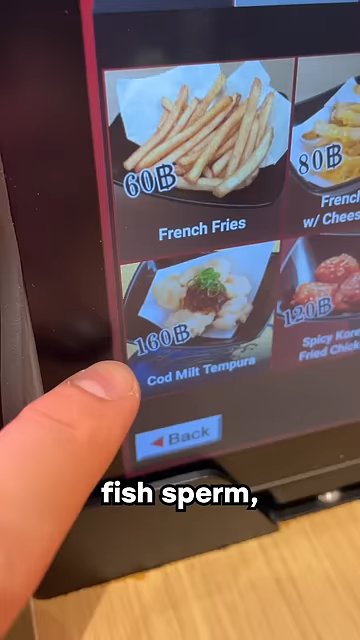 60฿
80฿
French Fries
French
w/ Chees
160฿
120฿
Cod Milt Tempura
Spicy Kore
Fried Chick
Back
fish sperm,